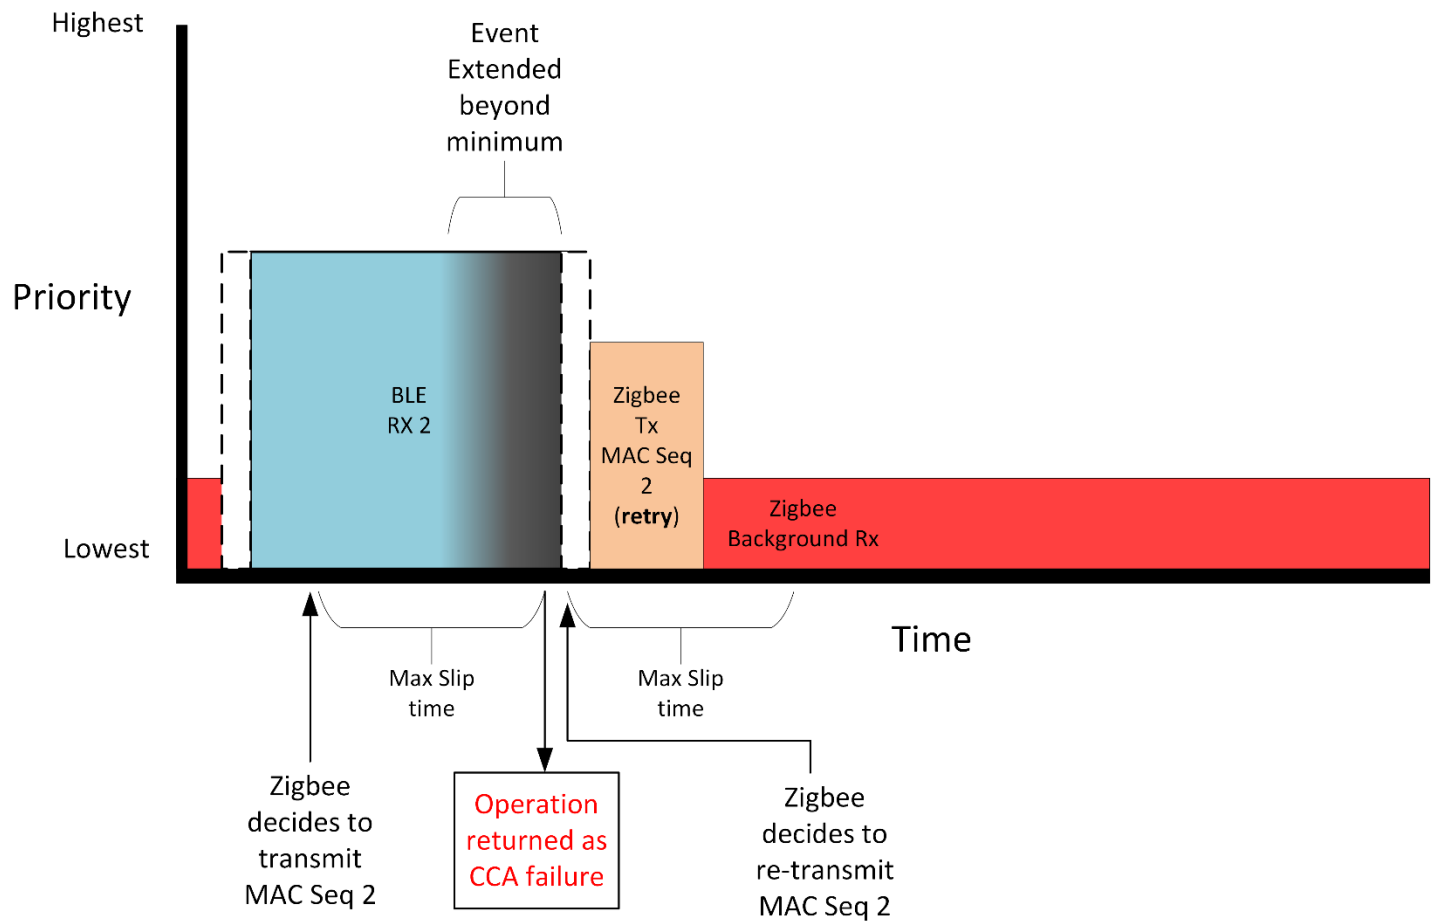 Highest
Event
Extended
beyond
minimum
Priority
BLE
RX 2
Zigbee
Tx
MAC Seq
2
(retry)
Zigbee
Background Rx
Lowest
Time
Max Slip
time
Max Slip
time
Zigbee
decides to
transmit
MAC Seq 2
Operation
returned as
CCA failure
Zigbee
decides to
re-transmit
MAC Seq 2